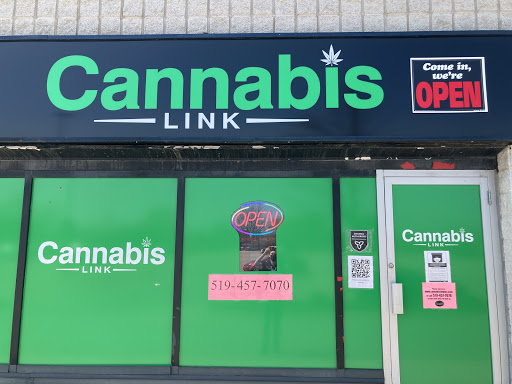 Cannabis
LINK
Come in,
we're
OPEN
OPEN
Cannabis
LINK
519-457-7070
Cannabis
LINK